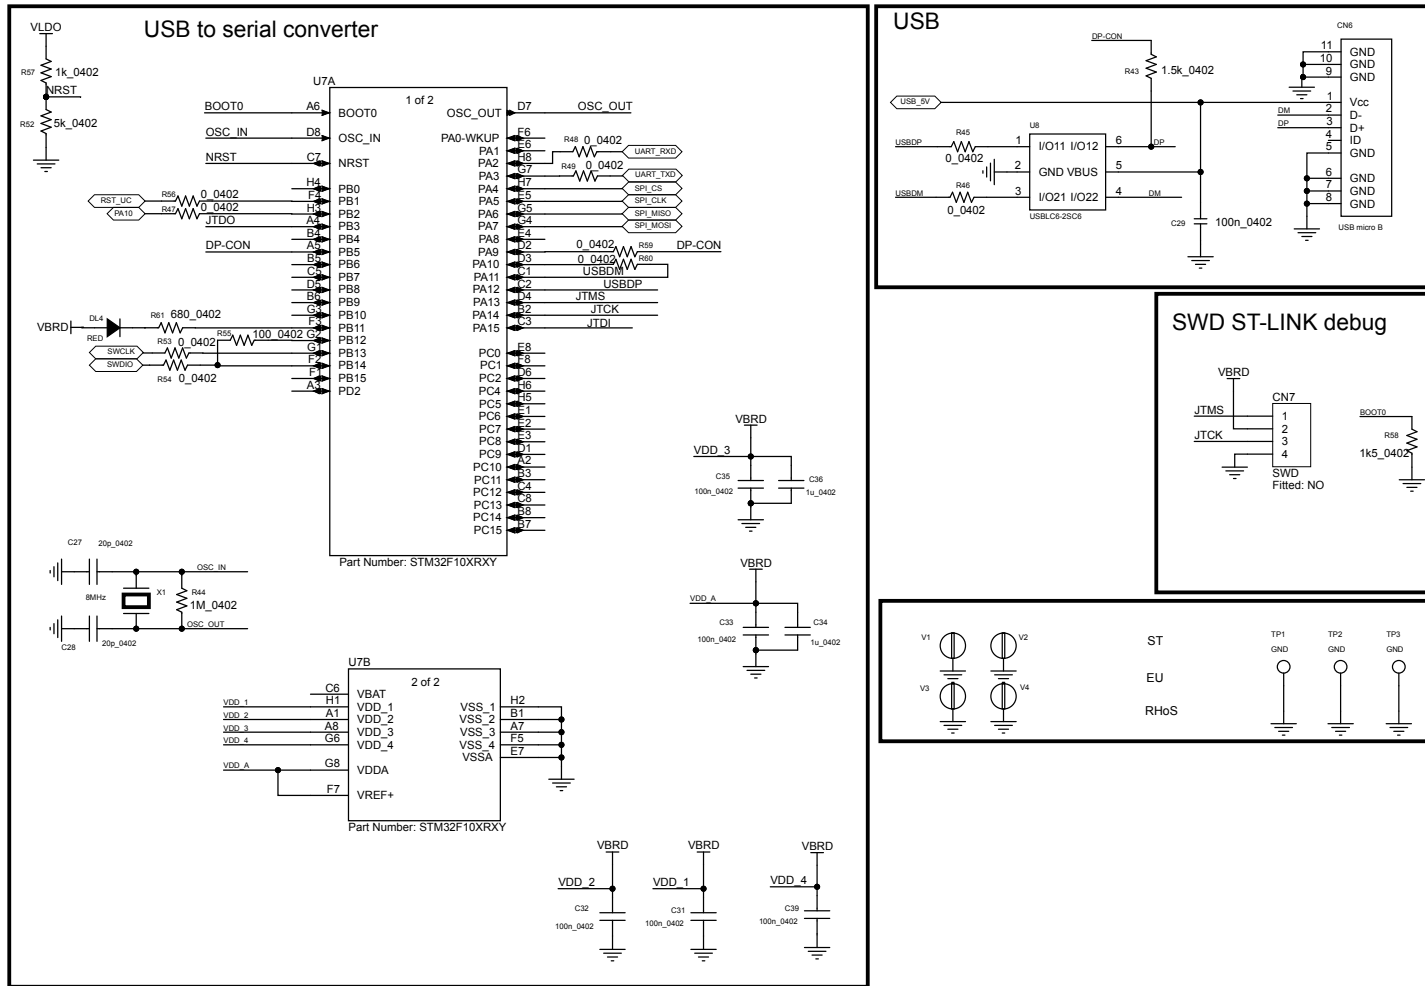 USB to serial converter
VLDO
R57
1k_0402
NRST
R52
5k_0402
U7A
1 of 2
BOOT0 A6 BOOT0
OSC_IN D8 OSC_IN
NRST C7 NRST
H4 PB0
RST_UC R56 0_0402 F4 PB1
PA10 R47 0_0402 H3 PB2
JTDO A4 PB3
B4 PB4
DP-CON A5 PB5
B5 PB6
C5 PB7
D5 PB8
B6 PB9
G3 PB10
VBRD DL4 RED R61 680_0402 F3 PB11
R55 100_0402 G2 PB12
SWCLK R53 0_0402 G1 PB13
SWDIO R54 0_0402 F2 PB14
F1 PB15
A3 PD2
OSC_OUT D7 OSC_OUT
PA0-WKUP F6
PA1 E6
PA2 H8 R48 0_0402 UART_RXD
PA3 G7 R49 0_0402 UART_TXD
PA4 H7 SPI_CS
PA5 E5 SPI_CLK
PA6 G5 SPI_MISO
PA7 G4 SPI_MOSI
PA8 E4
PA9 D2 0_0402 R59 DP-CON
PA10 D3 0_0402 R60
PA11 C1 USBDM
PA12 C2 USBDP
PA13 D4 JTMS
PA14 B2 JTCK
PA15 C3 JTDI
PC0 E8
PC1 F8
PC2 D6
PC4 H6
PC5 H5
PC6 E1
PC7 E2
PC8 E3
PC9 D1
PC10 A2
PC11 B3
PC12 C4
PC13 C8
PC14 B8
PC15 B7
Part Number: STM32F10XRXY
VBRD
VDD_3
C35
100n_0402
C36
1u_0402
VBRD
VDD_A
C33
100n_0402
C34
1u_0402
C27
20p_0402
OSC_IN
8MHz
X1
R44
1M_0402
OSC_OUT
C28
20p_0402
U7B
2 of 2
C6 VBAT
VDD_1 H1 VDD_1
VDD_2 A1 VDD_2
VDD_3 A8 VDD_3
VDD_4 G6 VDD_4
VDD_A G8 VDDA
F7 VREF+
VSS_1 H2
VSS_2 B1
VSS_3 A7
VSS_4 F5
VSSA E7
Part Number: STM32F10XRXY
VBRD
VDD_2
C32
100n_0402
VBRD
VDD_1
C31
100n_0402
VBRD
VDD_4
C39
100n_0402
USB
DP-CON
R43
1.5k_0402
USB_5V
U8
USBDP R45 0_0402 1 I/O11 I/O12 6 DP
2 GND VBUS 5
USBDM R46 0_0402 3 I/O21 I/O22 4 DM
USBLC6-2SC6
C29
100n_0402
CN6
11 GND
10 GND
9 GND
1 Vcc
DM 2 D-
DP 3 D+
4 ID
5 GND
6 GND
7 GND
8 GND
USB micro B
SWD ST-LINK debug
VBRD
CN7
JTMS 1
2
JTCK 3
4
SWD
Fitted: NO
BOOT0
R58
1k5_0402
V1
V2
V3
V4
ST
EU
RHoS
TP1
GND
TP2
GND
TP3
GND